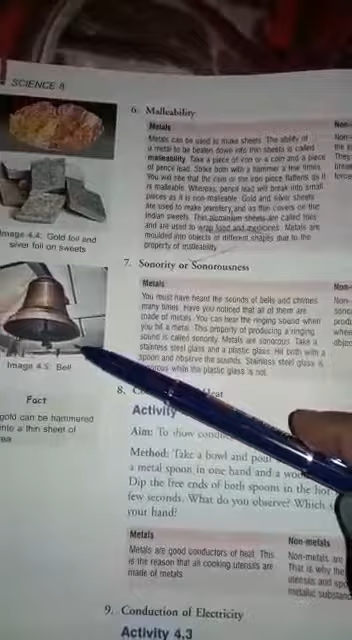 SCIENCE 8
Image 4.4: Gold foil and
silver foil on sweets
Image 4.5: Bell
Fact
gold can be hammered
into a thin sheet of
6. Malleability
Metals
Metals can be used to make sheets. The ability of
a metal to be beaten down into thin sheets is called
malleability. Take a piece of iron or a coin and a piece
of pencil lead. Strike both with a hammer a few times.
You will see that the coin or the iron piece flattens as it
is malleable. Whereas, pencil lead will break into small
pieces as it is non-malleable. Gold and silver sheets
are used to make jewellery and as thin covers on the
Indian sweets. Thin aluminium sheets are called foils
and are used to wrap food and medicines. Metals are
moulded into objects of different shapes due to the
property of malleability.
Non-
Non-
the
They
force
7. Sonority or Sonorousness
Metals
You must have heard the sounds of bells and chimes
many times. Have you noticed that all of them are
made of metals. You can hear the ringing sound when
you hit a metal. This property of producing a ringing
sound is called sonority. Metals are sonorous. Take a
stainless steel glass and a plastic glass. Hit both with a
spoon and observe the sounds. Stainless steel glass is
while the plastic glass is not.
Non-
Non-
produ
when
objec
8. Heat
Activity
Aim: To show
Method: Take a bowl and pour
a metal spoon in one hand and a
Dip the free ends of both spoons in the hot
few seconds. What do you observe? Which
your hand?
Metals
Metals are good conductors of heat. This
is the reason that all cooking utensils are
made of metals.
Non-metals
Non-metals are
That is why the
utensils and
metallic
9. Conduction of Electricity
Activity 4.3